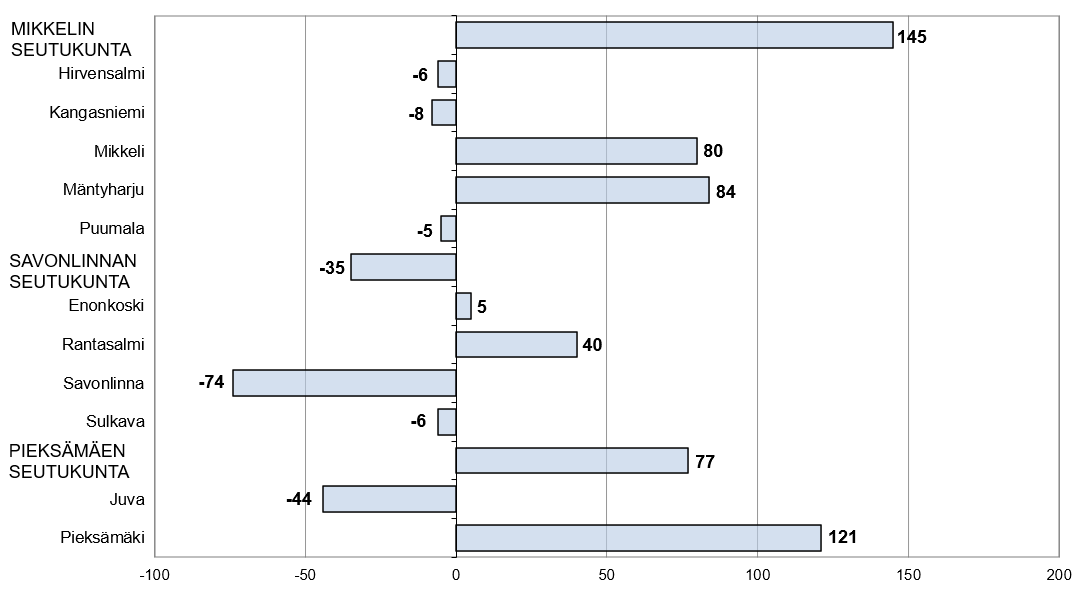 MIKKELIN
SEUTUKUNTA
145
Hirvensalmi
-6
Kangasniemi
-8
Mikkeli
80
Mäntyharju
84
Puumala
-5
SAVONLINNAN
SEUTUKUNTA
-35
Enonkoski
5
Rantasalmi
40
Savonlinna
-74
Sulkava
-6
PIEKSÄMÄEN
SEUTUKUNTA
77
Juva
-44
Pieksämäki
121
-100 -50 0 50 100 150 200